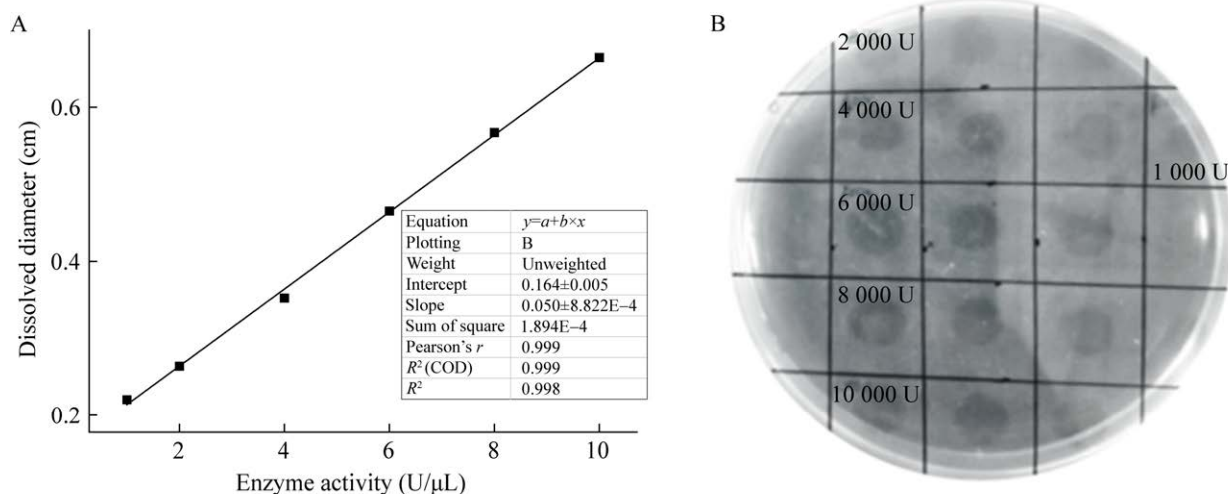 A
0.6
0.4
0.2
Dissolved diameter (cm)
2 4 6 8 10
Enzyme activity (U/μL)
Equation y=a+b×x
Plotting B
Weight Unweighted
Intercept 0.164±0.005
Slope 0.050±8.822E−4
Sum of square 1.894E−4
Pearson's r 0.999
R² (COD) 0.999
R² 0.998
B
2 000 U
4 000 U
1 000 U
6 000 U
8 000 U
10 000 U